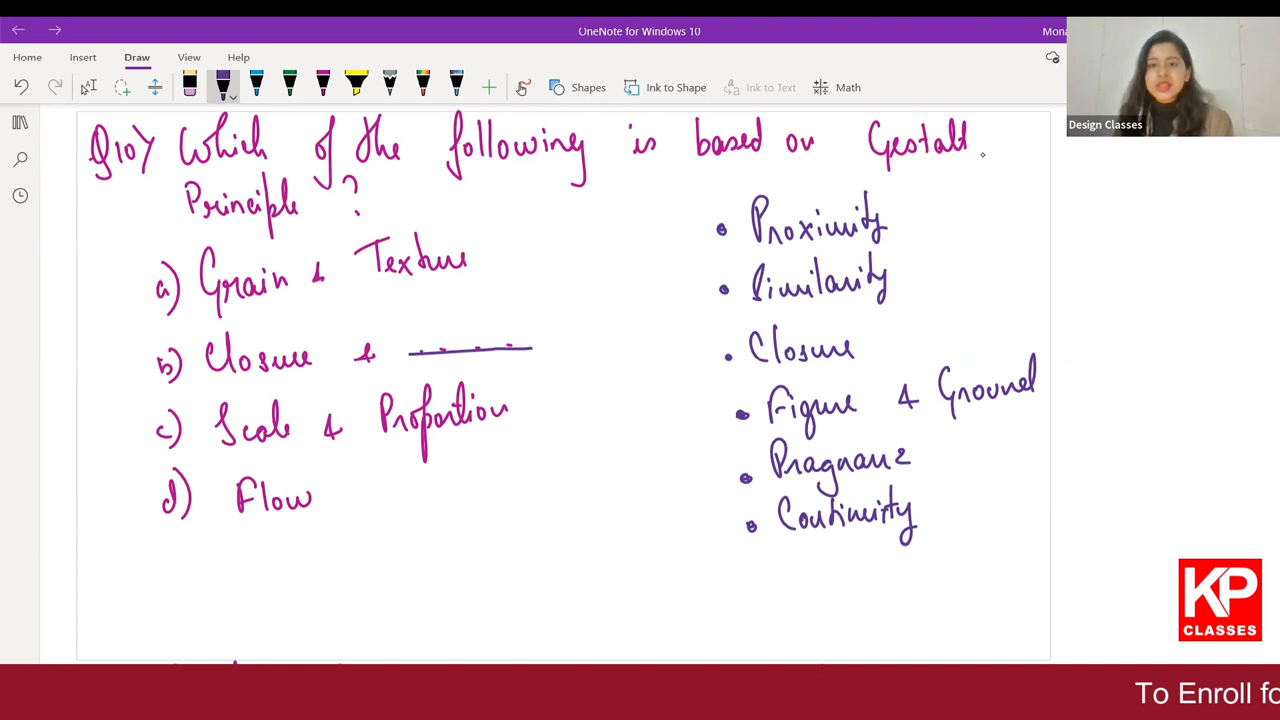 OneNote for Windows 10
Mona
Home Insert Draw View Help
Shapes Ink to Shape Ink to Text Math
Design Classes
Q10) Which of the following is based on Gestalt
Principle ?
a) Grain & Texture
b) Closure &
c) Scale & Proportion
d) Flow
• Proximity
• Similarity
• Closure
• Figure & Ground
• Pragnanz
• Continuity
KP
CLASSES
To Enroll fo